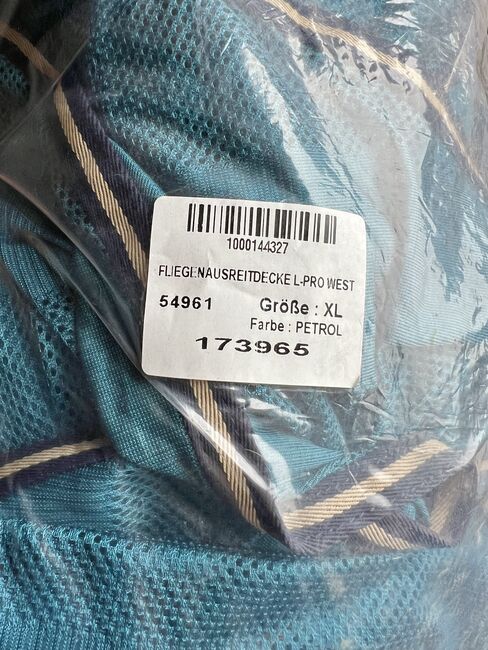 1000144327
FLIEGENAUSREITDECKE L-PRO WEST
54961 Größe : XL
Farbe : PETROL
173965